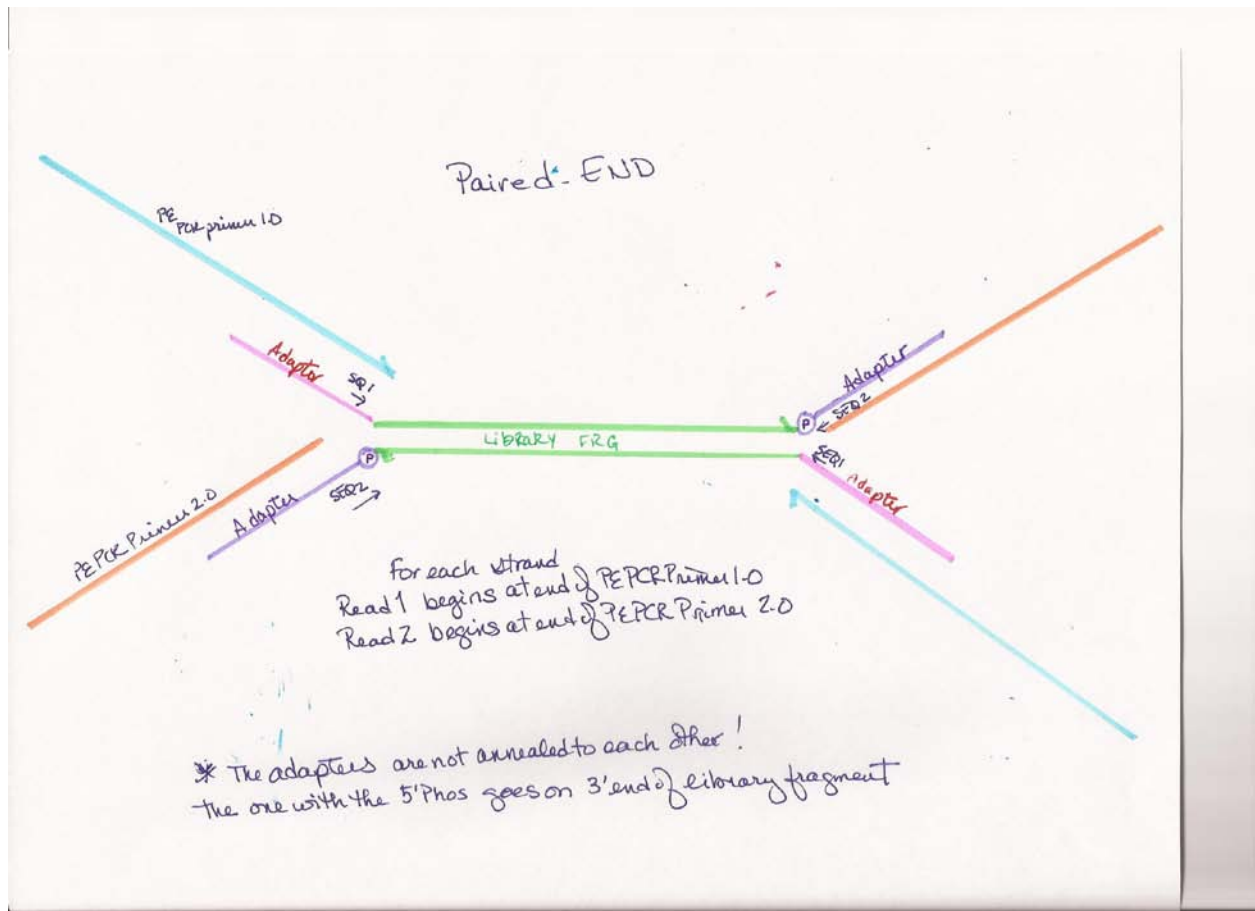 Paired-END
PE
PCR primer 1.0
Adaptor
SQ1
Adapter
SEQ2
P
LIBRARY FRG
P
SEQ1
Adapter
PE PCR Primer 2.0
Adapter
SEQ2
For each strand
Read 1 begins at end of PE PCR Primer 1.0
Read 2 begins at end of PE PCR Primer 2.0
* The adapters are not annealed to each other!
the one with the 5'Phos goes on 3'end of library fragment